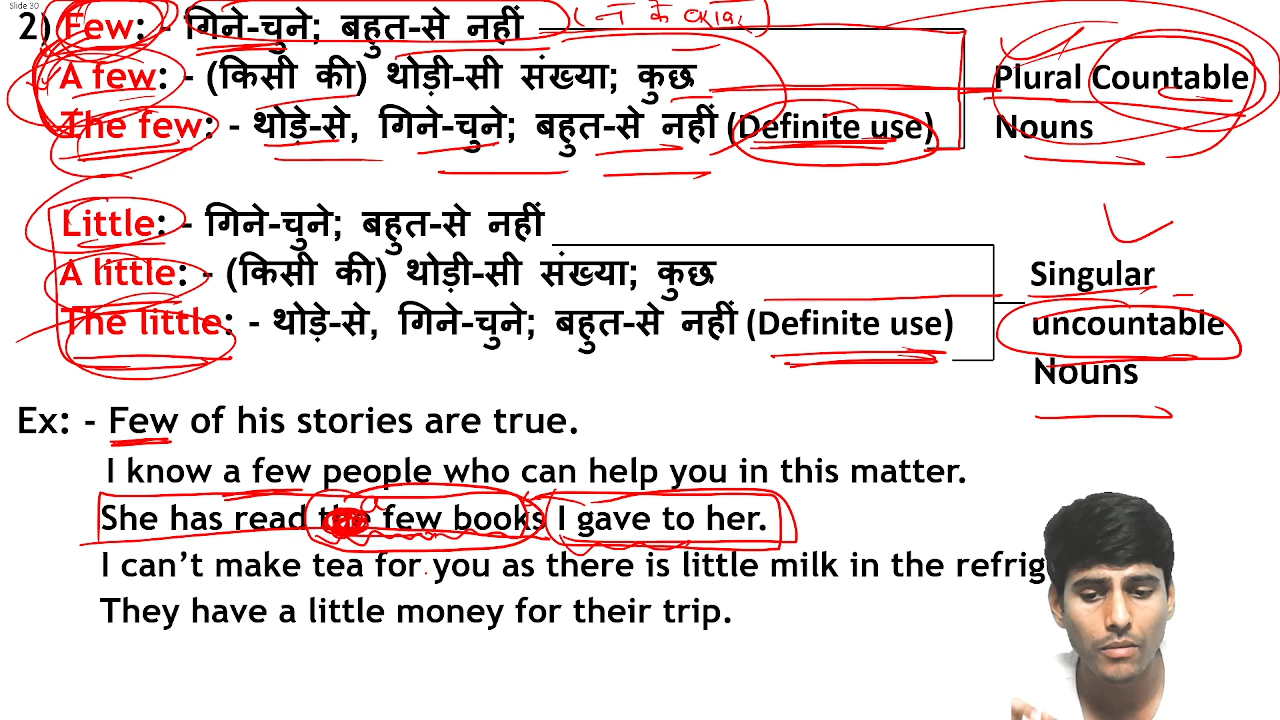 Slide 30
2) Few: - गिने-चुने; बहुत-से नहीं
A few: - (किसी की) थोड़ी-सी संख्या; कुछ
Plural Countable
The few: - थोड़े-से, गिने-चुने; बहुत-से नहीं (Definite use)
Nouns
Little: - गिने-चुने; बहुत-से नहीं
A little: - (किसी की) थोड़ी-सी संख्या; कुछ
Singular
The little: - थोड़े-से, गिने-चुने; बहुत-से नहीं (Definite use)
uncountable
Nouns
Ex: - Few of his stories are true.
I know a few people who can help you in this matter.
She has read the few books I gave to her.
a
I can't make tea for you as there is little milk in the refrig
They have a little money for their trip.